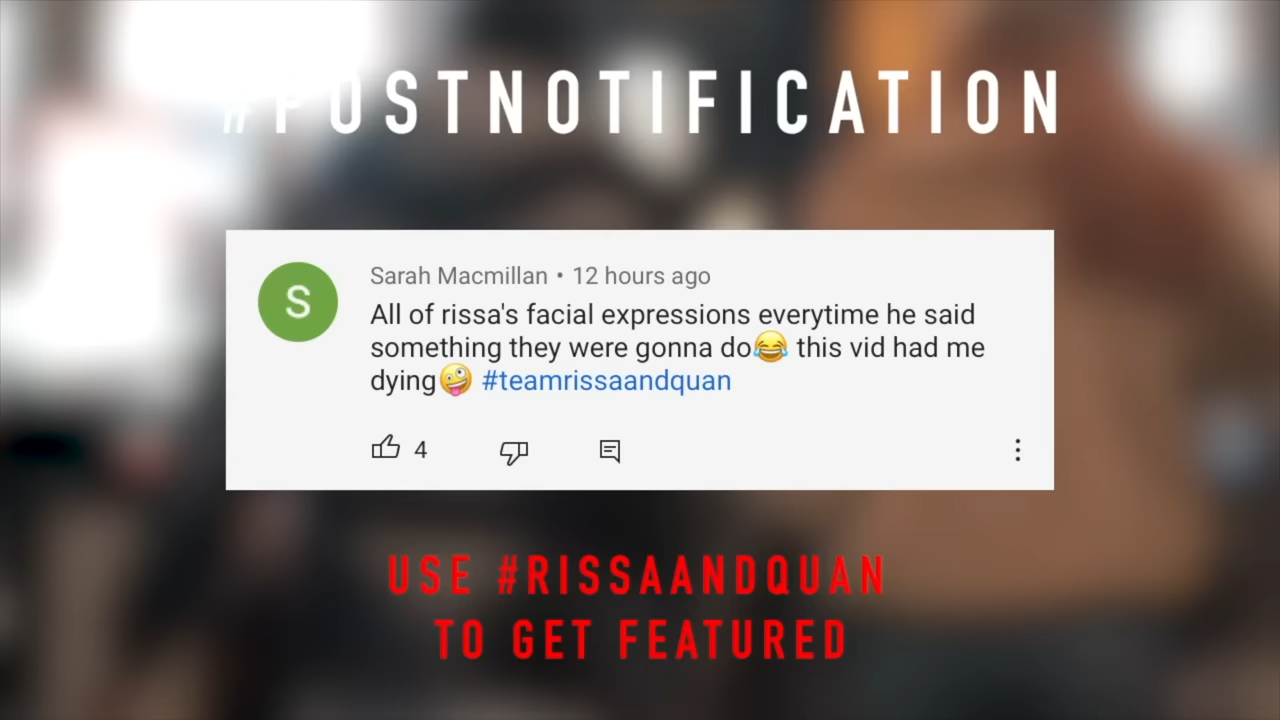 #POSTNOTIFICATION
S
Sarah Macmillan • 12 hours ago
All of rissa's facial expressions everytime he said
something they were gonna do😂 this vid had me
dying🤪 #teamrissaandquan
4
USE #RISSAANDQUAN
TO GET FEATURED